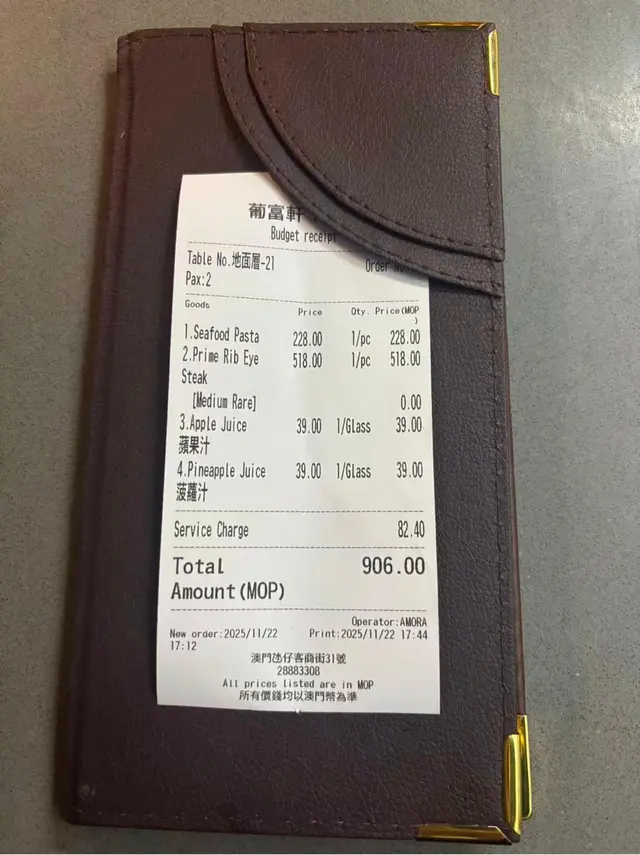 葡富軒
Budget receipt
Table No.地面層-21 Order No
Pax:2
Goods Price Qty. Price(MOP
)
1.Seafood Pasta 228.00 1/pc 228.00
2.Prime Rib Eye 518.00 1/pc 518.00
Steak
[Medium Rare] 0.00
3.Apple Juice 39.00 1/Glass 39.00
蘋果汁
4.Pineapple Juice 39.00 1/Glass 39.00
菠蘿汁
Service Charge 82.40
Total 906.00
Amount(MOP)
Operator:AMORA
New order:2025/11/22 Print:2025/11/22 17:44
17:12
澳門氹仔客商街31號
28883308
All prices listed are in MOP
所有價錢均以澳門幣為準